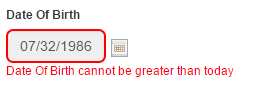 Date Of Birth
07/32/1986
Date Of Birth cannot be greater than today